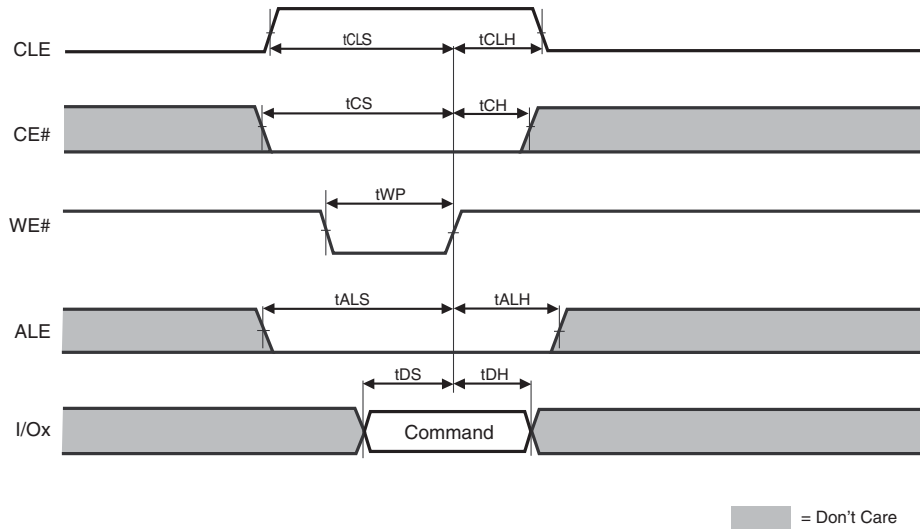 CLE
tCLS
tCLH
CE#
tCS
tCH
WE#
tWP
ALE
tALS
tALH
I/Ox
tDS
tDH
Command
= Don't Care